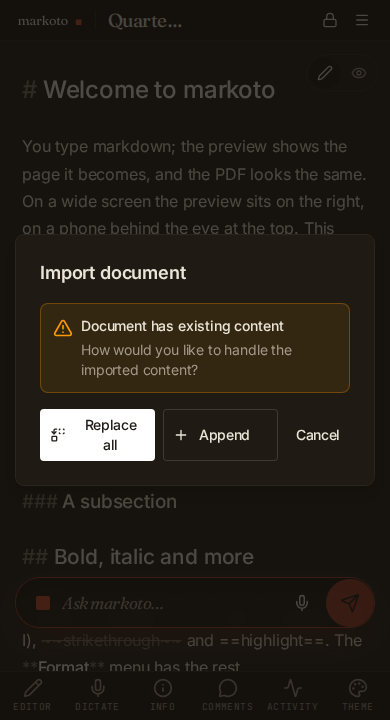 markoto
Quarte...
# Welcome to markoto
You type markdown; the preview shows the
page it becomes, and the PDF looks the same.
On a wide screen the preview sits on the right,
on a phone behind the eye at the top. This
Import document
Document has existing content
How would you like to handle the
imported content?
Replace
all
Append
Cancel
### A subsection
## Bold, italic and more
Ask markoto...
I), ~~strikethrough~~ and ==highlight==. The
**Format** menu has the rest
EDITOR
DICTATE
INFO
COMMENTS
ACTIVITY
THEME